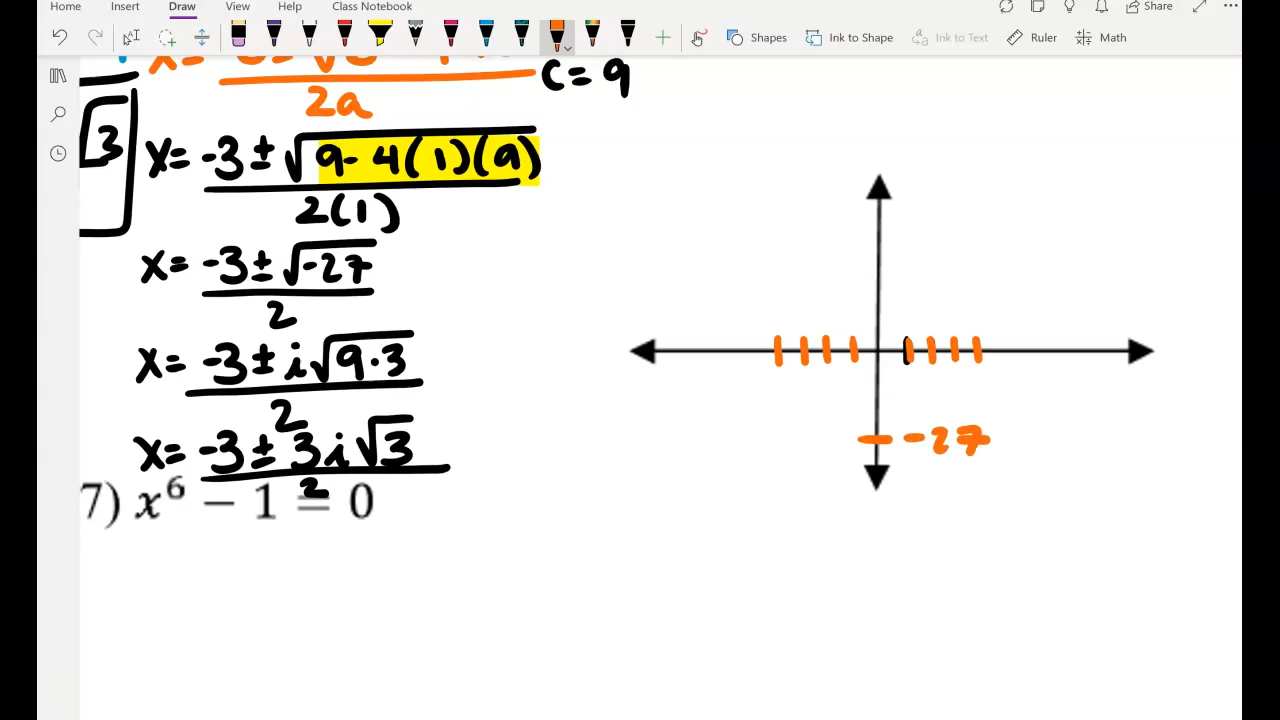 Home Insert Draw View Help Class Notebook Share
Shapes Ink to Shape Ink to Text Ruler Math
2a
C = 9
3
x = -3 ± √9 - 4(1)(9)
2(1)
x = -3 ± √-27
2
x = -3 ± i√9·3
2
x = -3 ± 3i√3
2
-27
7) x⁶ − 1 = 0